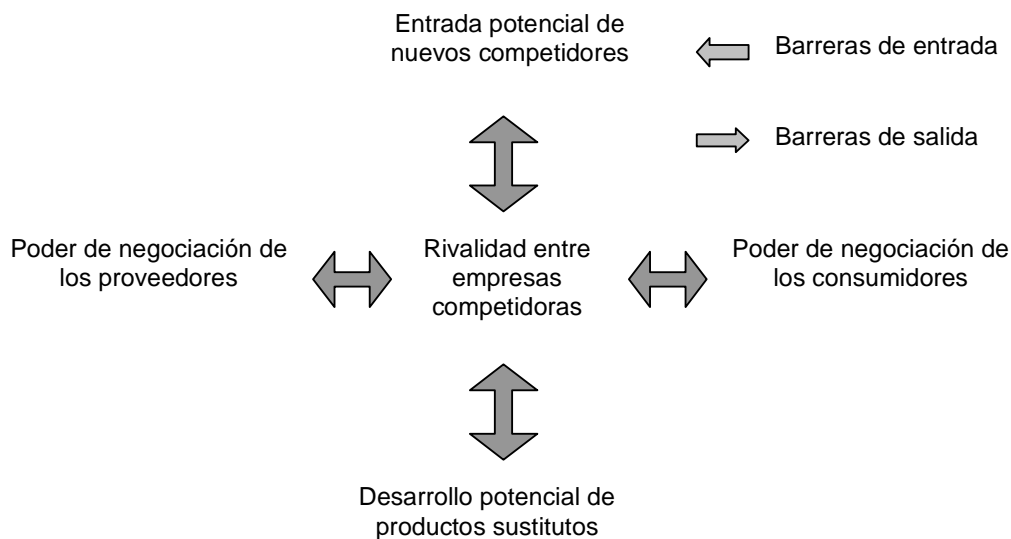 Entrada potencial de
nuevos competidores
Barreras de entrada
Barreras de salida
Poder de negociación de
los proveedores
Rivalidad entre
empresas
competidoras
Poder de negociación de
los consumidores
Desarrollo potencial de
productos sustitutos